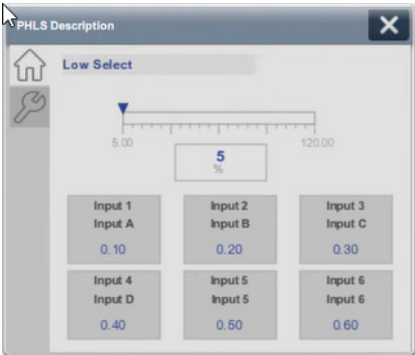 PHLS Description
Low Select
5.00 120.00
5
%
Input 1 Input 2 Input 3
Input A Input B Input C
0.10 0.20 0.30
Input 4 Input 5 Input 6
Input D Input 5 Input 6
0.40 0.50 0.60